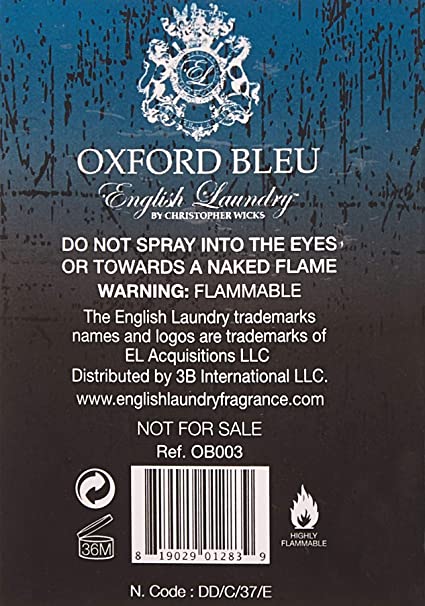 EL
OXFORD BLEU
English Laundry™
BY CHRISTOPHER WICKS
DO NOT SPRAY INTO THE EYES,
OR TOWARDS A NAKED FLAME
WARNING: FLAMMABLE
The English Laundry trademarks
names and logos are trademarks of
EL Acquisitions LLC
Distributed by 3B International LLC.
www.englishlaundryfragrance.com
NOT FOR SALE
Ref. OB003
36M
8 19029 01283 9
HIGHLY
FLAMMABLE
N. Code : DD/C/37/E